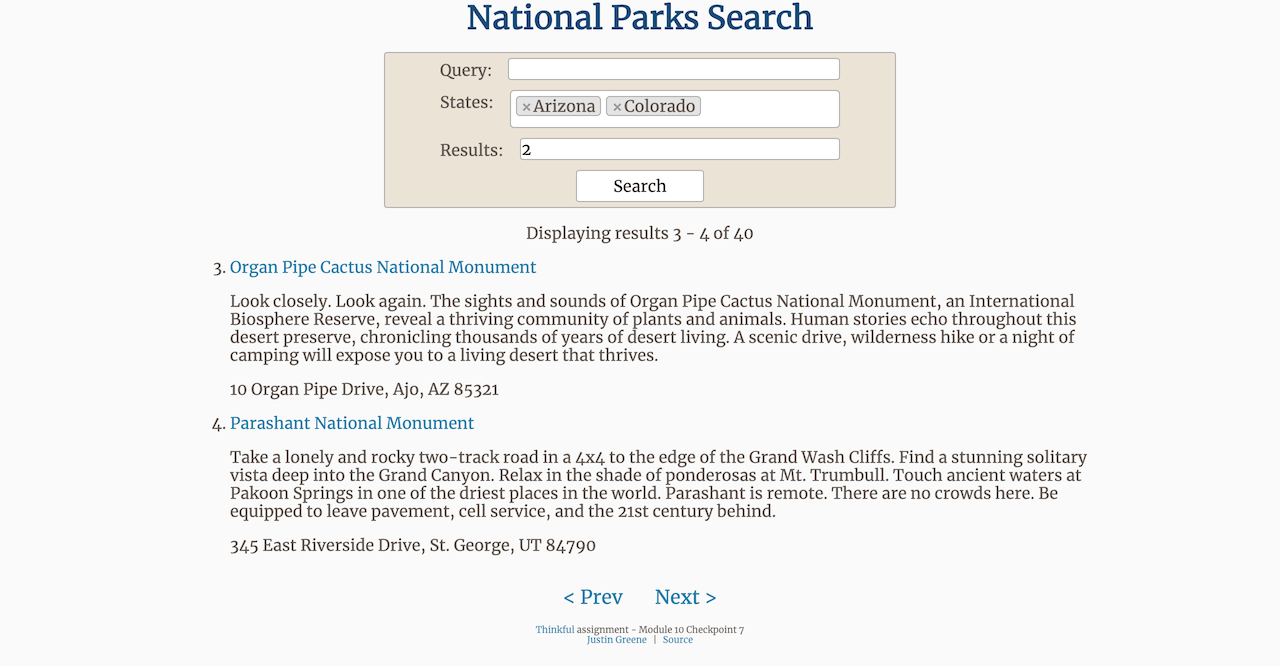 National Parks Search
Query:
States: ×Arizona ×Colorado
Results: 2
Search
Displaying results 3 - 4 of 40
3. Organ Pipe Cactus National Monument
Look closely. Look again. The sights and sounds of Organ Pipe Cactus National Monument, an International
Biosphere Reserve, reveal a thriving community of plants and animals. Human stories echo throughout this
desert preserve, chronicling thousands of years of desert living. A scenic drive, wilderness hike or a night of
camping will expose you to a living desert that thrives.
10 Organ Pipe Drive, Ajo, AZ 85321
4. Parashant National Monument
Take a lonely and rocky two-track road in a 4x4 to the edge of the Grand Wash Cliffs. Find a stunning solitary
vista deep into the Grand Canyon. Relax in the shade of ponderosas at Mt. Trumbull. Touch ancient waters at
Pakoon Springs in one of the driest places in the world. Parashant is remote. There are no crowds here. Be
equipped to leave pavement, cell service, and the 21st century behind.
345 East Riverside Drive, St. George, UT 84790
< Prev Next >
Thinkful assignment - Module 10 Checkpoint 7
Justin Greene | Source